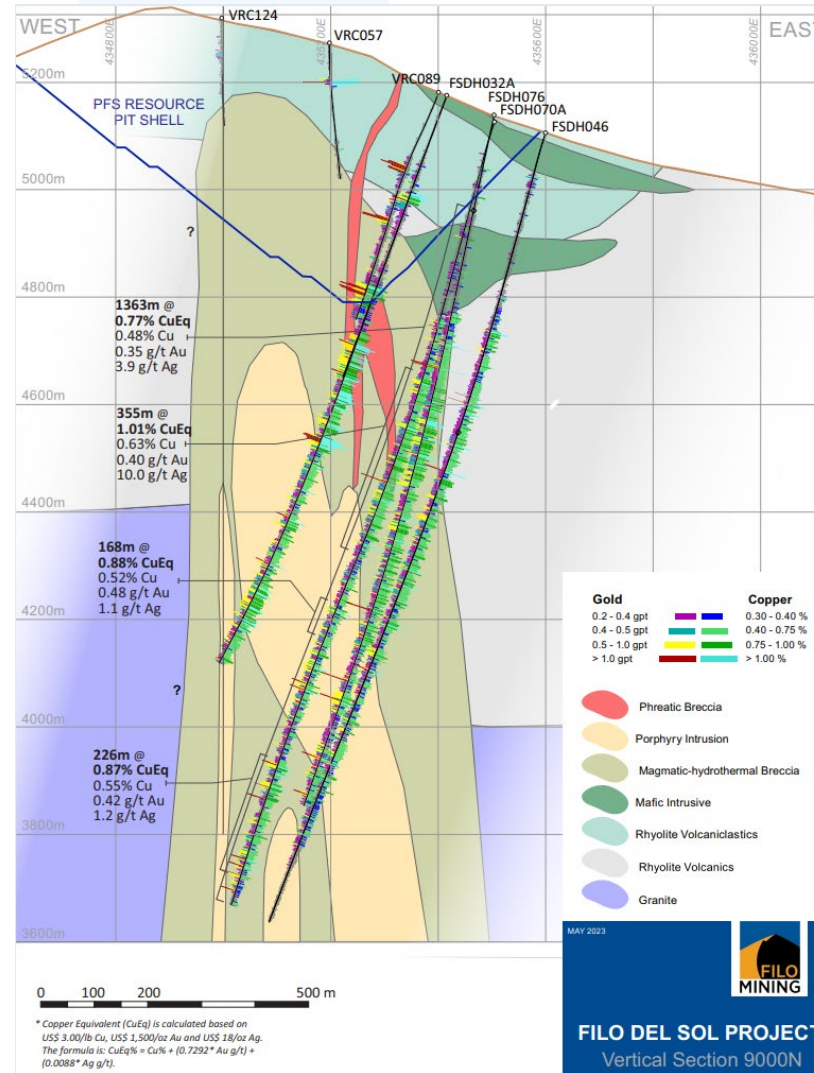 WEST
EAST
434800E
435600E
436000E
VRC124
VRC057
VRC089
FSDH032A
FSDH076
FSDH070A
FSDH046
5200m
PFS RESOURCE
PIT SHELL
5000m
?
4800m
1363m @
0.77% CuEq
0.48% Cu
0.35 g/t Au
3.9 g/t Ag
4600m
355m @
1.01% CuEq
0.63% Cu
0.40 g/t Au
10.0 g/t Ag
4400m
168m @
0.88% CuEq
0.52% Cu
0.48 g/t Au
1.1 g/t Ag
4200m
?
4000m
226m @
0.87% CuEq
0.55% Cu
0.42 g/t Au
1.2 g/t Ag
3800m
3600m
Gold Copper
0.2 - 0.4 gpt 0.30 - 0.40 %
0.4 - 0.5 gpt 0.40 - 0.75 %
0.5 - 1.0 gpt 0.75 - 1.00 %
> 1.0 gpt > 1.00 %
Phreatic Breccia
Porphyry Intrusion
Magmatic-hydrothermal Breccia
Mafic Intrusive
Rhyolite Volcaniclastics
Rhyolite Volcanics
Granite
0 100 200 500 m
* Copper Equivalent (CuEq) is calculated based on
US$ 3.00/lb Cu, US$ 1,500/oz Au and US$ 18/oz Ag.
The formula is: CuEq% = Cu% + (0.7292* Au g/t) +
(0.0088* Ag g/t).
MAY 2023
FILO
MINING
FILO DEL SOL PROJECT
Vertical Section 9000N